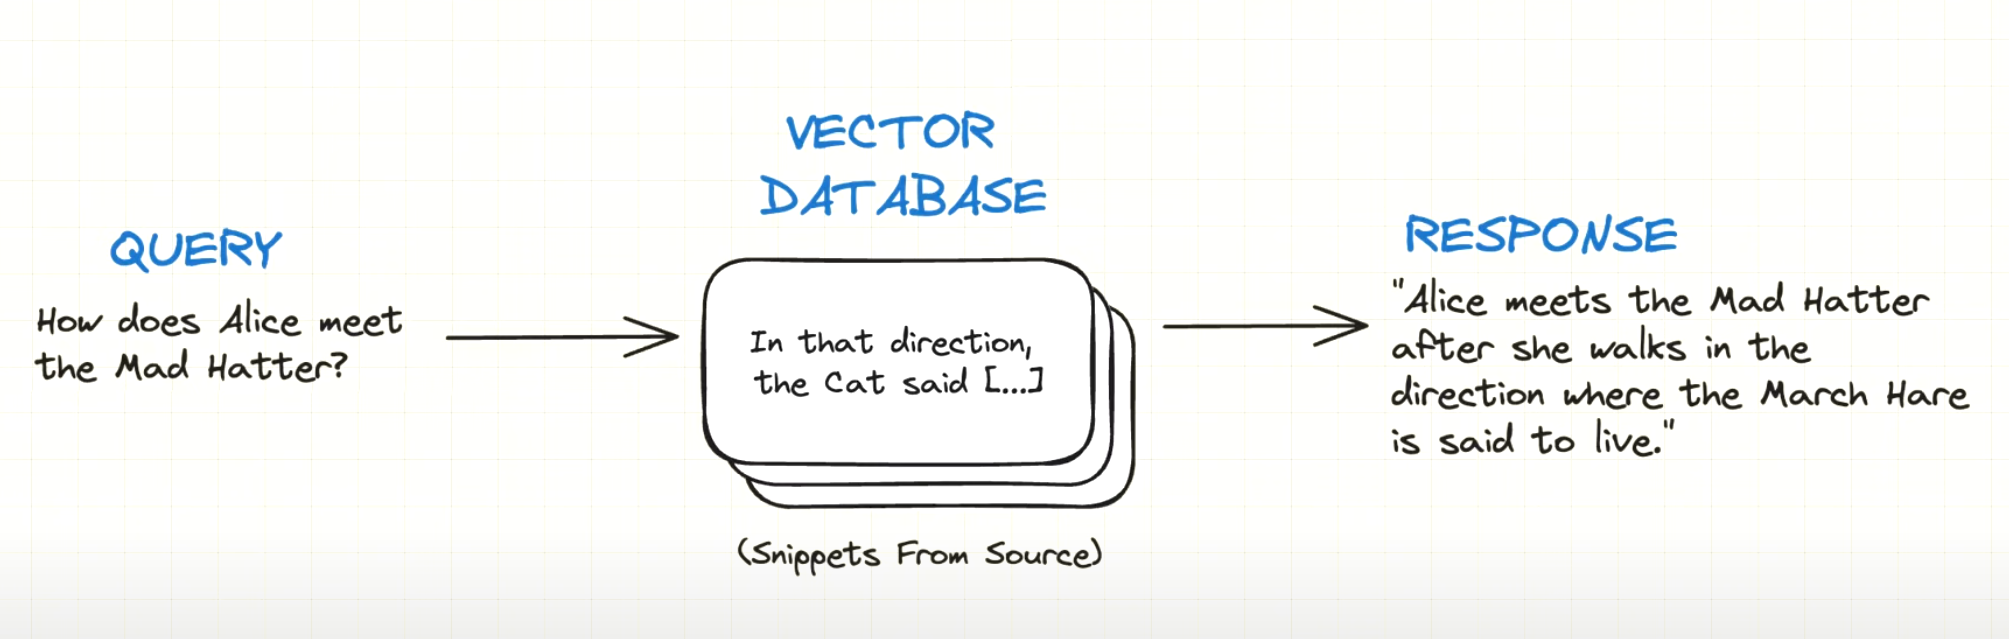 QUERY
How does Alice meet
the Mad Hatter?
VECTOR
DATABASE
In that direction,
the Cat said [...]
(Snippets From Source)
RESPONSE
"Alice meets the Mad Hatter
after she walks in the
direction where the March Hare
is said to live."